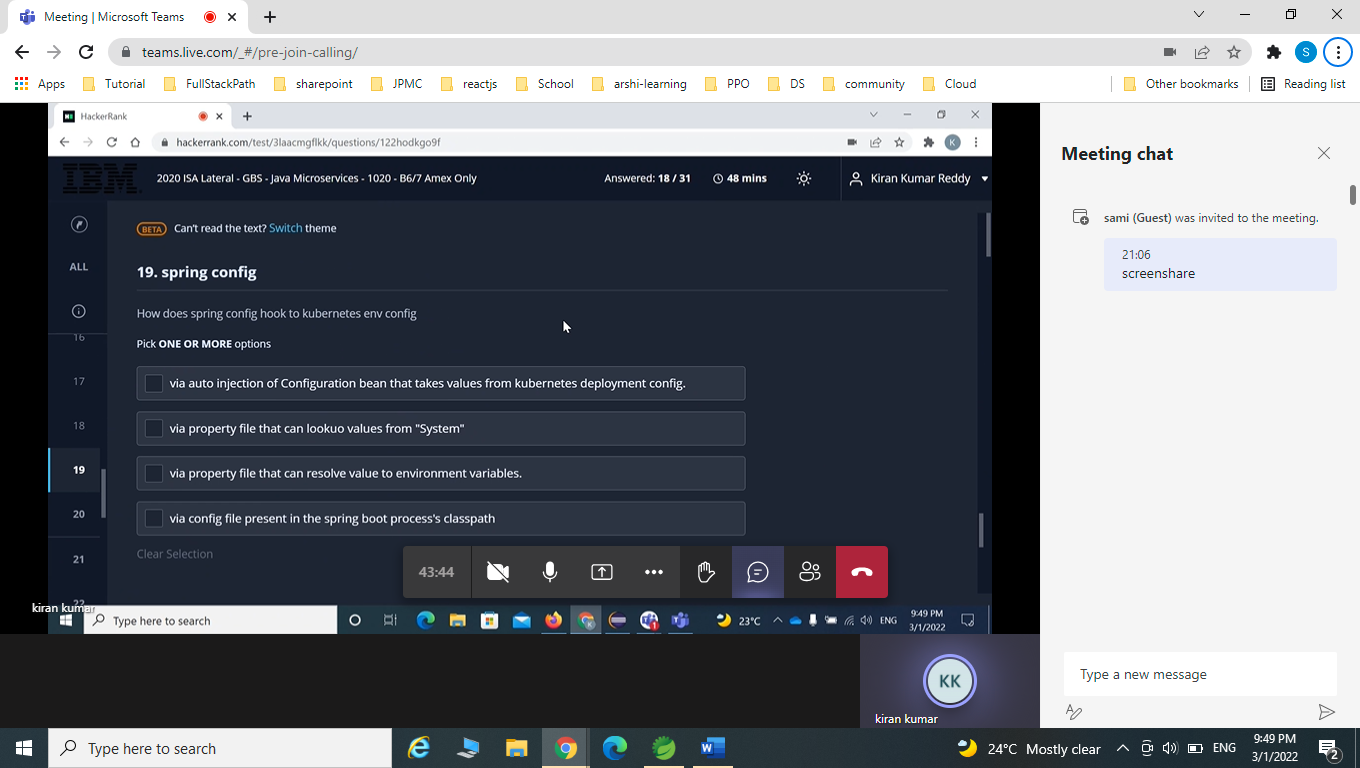 Meeting | Microsoft Teams
teams.live.com/_#/pre-join-calling/
S
Apps Tutorial FullStackPath sharepoint JPMC reactjs School arshi-learning PPO DS community Cloud Other bookmarks Reading list
HackerRank
hackerrank.com/test/3laacmgflkk/questions/122hodkgo9f
K
IBM
2020 ISA Lateral - GBS - Java Microservices - 1020 - B6/7 Amex Only
Answered: 18 / 31
48 mins
Kiran Kumar Reddy
BETA Can't read the text? Switch theme
ALL
16
17
18
19
20
21
22
19. spring config
How does spring config hook to kubernetes env config
Pick ONE OR MORE options
via auto injection of Configuration bean that takes values from kubernetes deployment config.
via property file that can lookuo values from "System"
via property file that can resolve value to environment variables.
via config file present in the spring boot process's classpath
Clear Selection
43:44
kiran kumar
Type here to search
23°C
ENG
9:49 PM
3/1/2022
KK
kiran kumar
Meeting chat
sami (Guest) was invited to the meeting.
21:06
screenshare
Type a new message
Type here to search
24°C Mostly clear
ENG
9:49 PM
3/1/2022
2